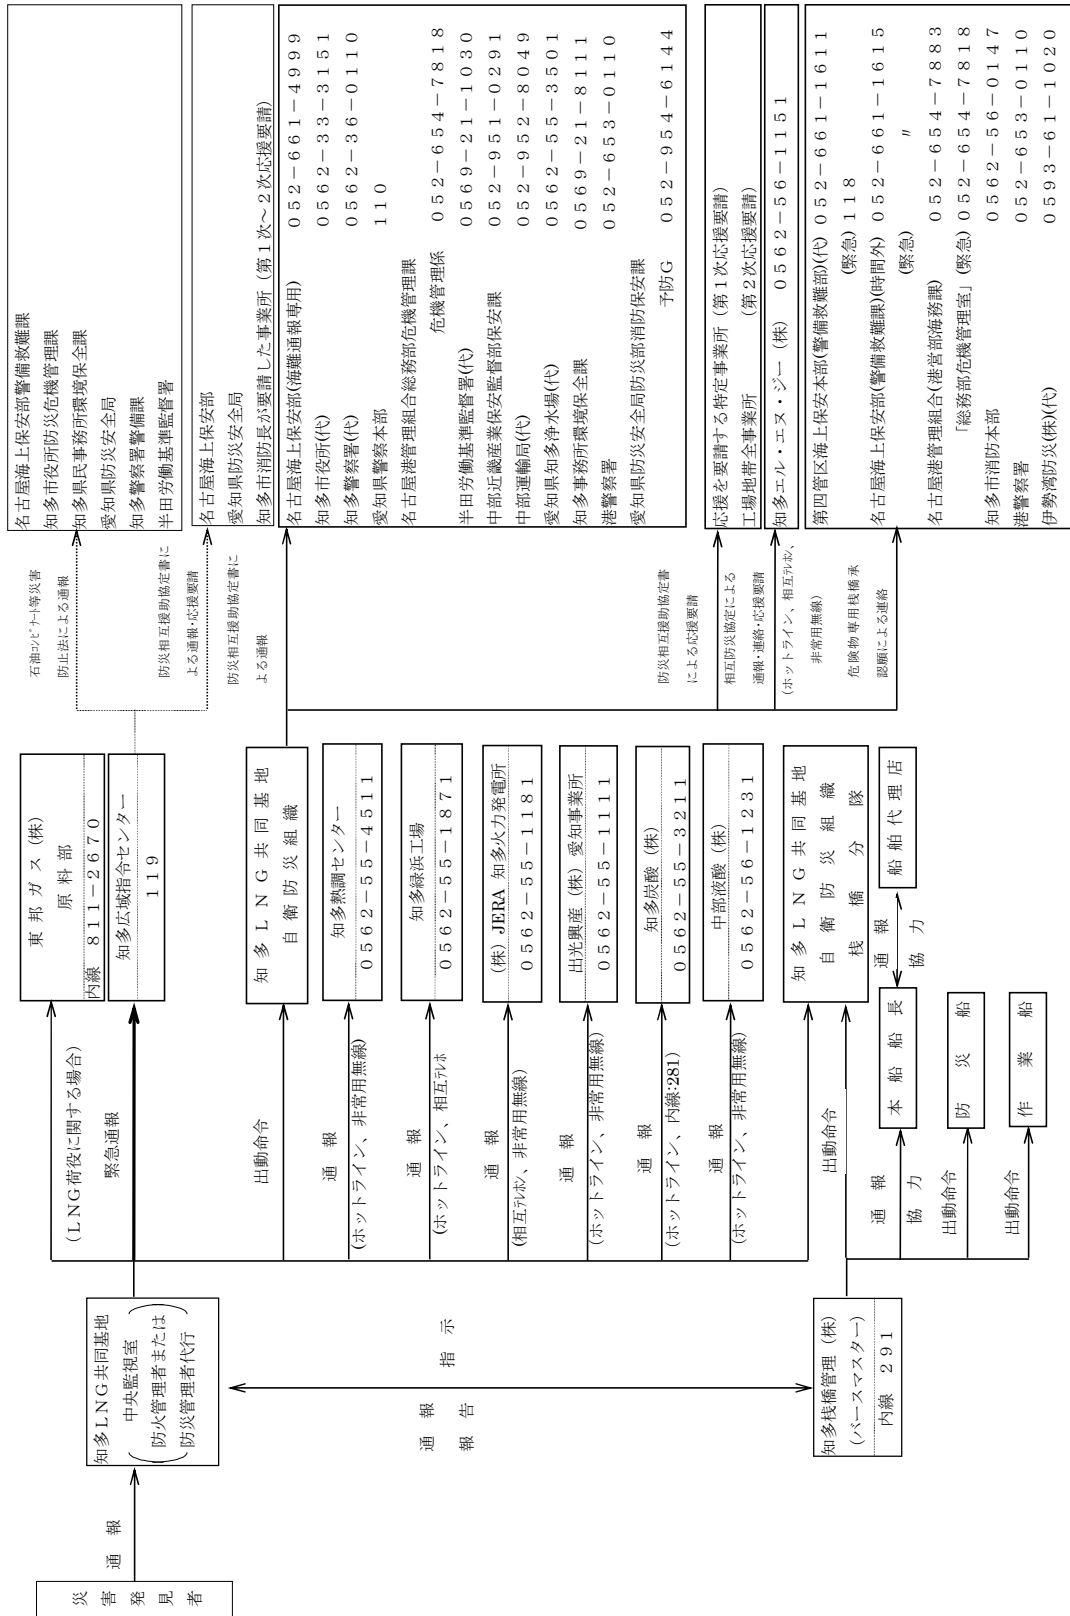 災害発見者
通報
知多LNG共同基地
中央監視室
防火管理者または
防災管理者代行
通報
報告
指示
知多桟橋管理(株)
(バースマスター)
内線 291
(LNG荷役に関する場合)
緊急通報
出動命令
通報
(ホットライン、非常用無線)
通報
(ホットライン、相互ﾃﾚﾎ
通報
(相互ﾃﾚﾎﾝ、非常用無線)
通報
(ホットライン、非常用無線)
通報
(ホットライン、内線:281)
通報
(ホットライン、非常用無線)
出動命令
通報
協力
出動命令
出動命令
東邦ガス(株)
原料部
内線 811-2670
知多広域指令センター
119
知多LNG共同基地
自衛防災組織
知多熱調センター
0562-55-4511
知多緑浜工場
0562-55-1871
(株)JERA 知多火力発電所
0562-55-1181
出光興産(株)愛知事業所
0562-55-1111
知多炭酸(株)
0562-55-3211
中部液酸(株)
0562-56-1231
知多LNG共同基地
自衛防災組織
桟橋分隊
本船船長
通報
協力
船舶代理店
防災船
作業船
石油ｺﾝﾋﾞﾅｰﾄ等災害
防止法による通報
防災相互援助協定書に
よる通報・応援要請
防災相互援助協定書に
よる通報
防災相互援助協定書
による応援要請
相互防災協定による
通報・連絡・応援要請
(ホットライン、相互ﾃﾚﾎﾝ、
非常用無線)
危険物専用桟橋承
認願による連絡
名古屋海上保安部警備救難課
知多市役所防災危機管理課
知多県民事務所環境保全課
愛知県防災安全局
知多警察署警備課
半田労働基準監督署
名古屋海上保安部
愛知県防災安全局
知多市消防長が要請した事業所(第1次～2次応援要請)
名古屋海上保安部(海難通報専用) 052-661-4999
知多市役所(代) 0562-33-3151
知多警察署(代) 0562-36-0110
愛知県警察本部 110
名古屋港管理組合総務部危機管理課
危機管理係 052-654-7818
半田労働基準監督署(代) 0569-21-1030
中部近畿産業保安監督部保安課 052-951-0291
中部運輸局(代) 052-952-8049
愛知県知多浄水場(代) 0562-55-3501
知多事務所環境保全課 0569-21-8111
港警察署 052-653-0110
愛知県防災安全局防災部消防保安課
予防G 052-954-6144
応援を要請する特定事業所(第1次応援要請)
工場地帯全事業所 (第2次応援要請)
知多エル・エヌ・ジー(株) 0562-56-1151
第四管区海上保安本部(警備救難部)(代) 052-661-1611
(緊急) 118
名古屋海上保安部(警備救難課)(時間外) 052-661-1615
(緊急) 〃
名古屋港管理組合(港営部海務課) 052-654-7883
「総務部危機管理室」(緊急) 052-654-7818
知多市消防本部 0562-56-0147
港警察署 052-653-0110
伊勢湾防災(株)(代) 0593-61-1020